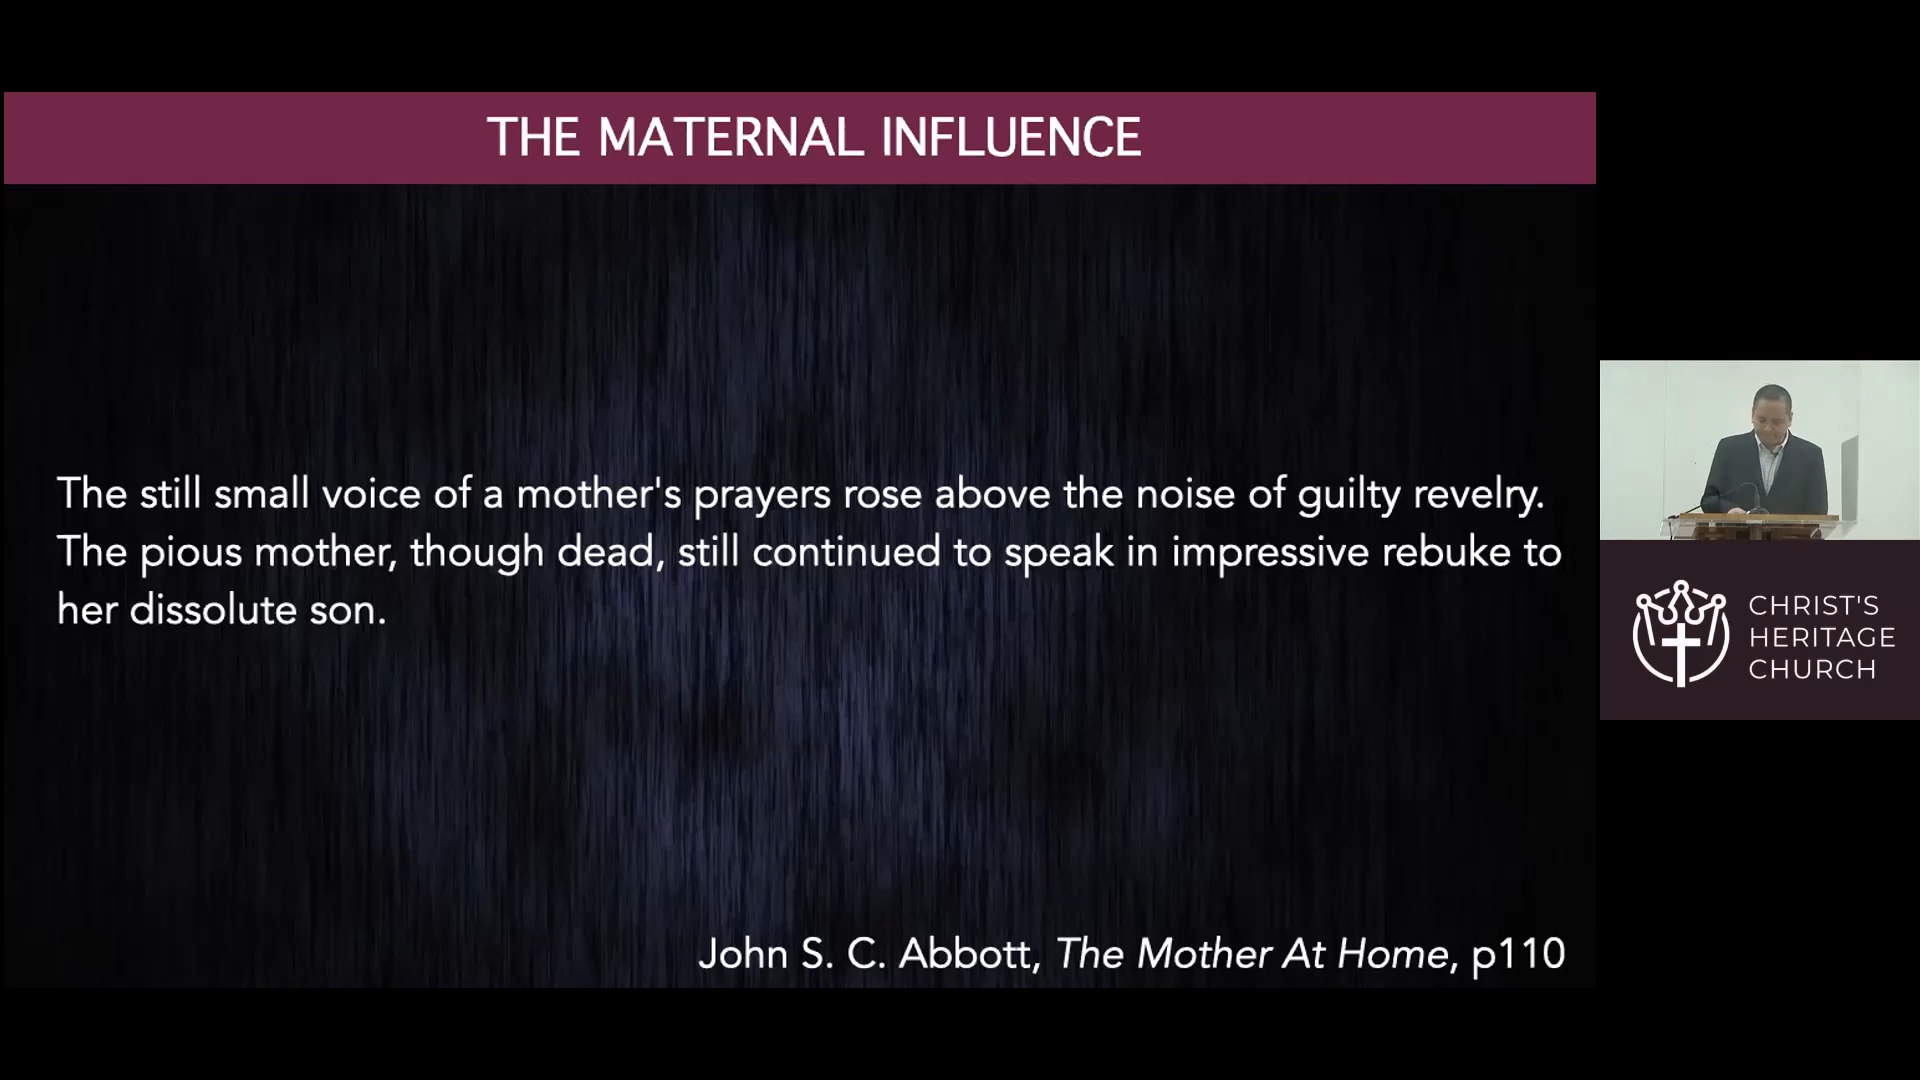 THE MATERNAL INFLUENCE
The still small voice of a mother's prayers rose above the noise of guilty revelry.
The pious mother, though dead, still continued to speak in impressive rebuke to
her dissolute son.
John S. C. Abbott, The Mother At Home, p110
CHRIST'S
HERITAGE
CHURCH